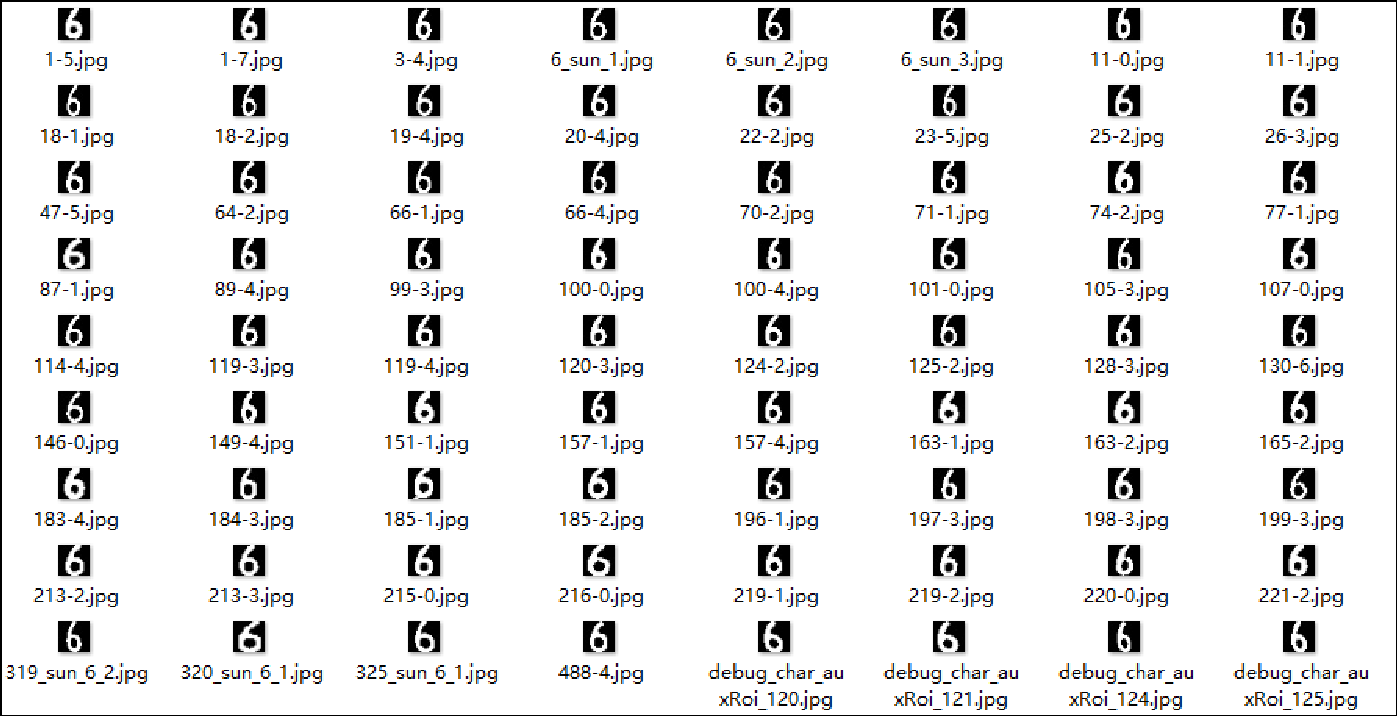 6 6 6 6 6 6 6 6
1-5.jpg 1-7.jpg 3-4.jpg 6_sun_1.jpg 6_sun_2.jpg 6_sun_3.jpg 11-0.jpg 11-1.jpg
6 6 6 6 6 6 6 6
18-1.jpg 18-2.jpg 19-4.jpg 20-4.jpg 22-2.jpg 23-5.jpg 25-2.jpg 26-3.jpg
6 6 6 6 6 6 6 6
47-5.jpg 64-2.jpg 66-1.jpg 66-4.jpg 70-2.jpg 71-1.jpg 74-2.jpg 77-1.jpg
6 6 6 6 6 6 6 6
87-1.jpg 89-4.jpg 99-3.jpg 100-0.jpg 100-4.jpg 101-0.jpg 105-3.jpg 107-0.jpg
6 6 6 6 6 6 6 6
114-4.jpg 119-3.jpg 119-4.jpg 120-3.jpg 124-2.jpg 125-2.jpg 128-3.jpg 130-6.jpg
6 6 6 6 6 6 6 6
146-0.jpg 149-4.jpg 151-1.jpg 157-1.jpg 157-4.jpg 163-1.jpg 163-2.jpg 165-2.jpg
6 6 6 6 6 6 6 6
183-4.jpg 184-3.jpg 185-1.jpg 185-2.jpg 196-1.jpg 197-3.jpg 198-3.jpg 199-3.jpg
6 6 6 6 6 6 6 6
213-2.jpg 213-3.jpg 215-0.jpg 216-0.jpg 219-1.jpg 219-2.jpg 220-0.jpg 221-2.jpg
6 6 6 6 6 6 6 6
319_sun_6_2.jpg 320_sun_6_1.jpg 325_sun_6_1.jpg 488-4.jpg debug_char_au debug_char_au debug_char_au debug_char_au
xRoi_120.jpg xRoi_121.jpg xRoi_124.jpg xRoi_125.jpg